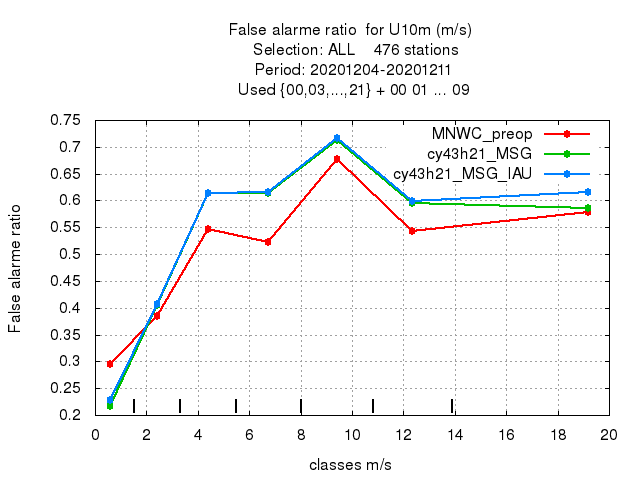 False alarme ratio  for U10m (m/s)
Selection: ALL    476 stations
Period: 20201204-20201211
Used {00,03,...,21} + 00 01 ... 09
MNWC_preop
cy43h21_MSG
cy43h21_MSG_IAU
0.75
0.7
0.65
0.6
0.55
0.5
0.45
0.4
0.35
0.3
0.25
0.2
False alarme ratio
0 2 4 6 8 10 12 14 16 18 20
classes m/s